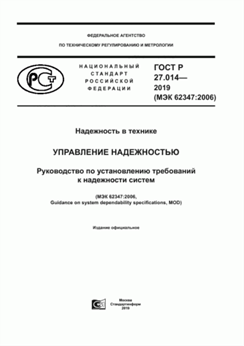 ФЕДЕРАЛЬНОЕ АГЕНТСТВО
ПО ТЕХНИЧЕСКОМУ РЕГУЛИРОВАНИЮ И МЕТРОЛОГИИ
НАЦИОНАЛЬНЫЙ
СТАНДАРТ
РОССИЙСКОЙ
ФЕДЕРАЦИИ
ГОСТ Р
27.014—
2019
(МЭК 62347:2006)
Надежность в технике
УПРАВЛЕНИЕ НАДЕЖНОСТЬЮ
Руководство по установлению требований
к надежности систем
(МЭК 62347:2006,
Guidance on system dependability specifications, MOD)
Издание официальное
Москва
Стандартинформ
2019